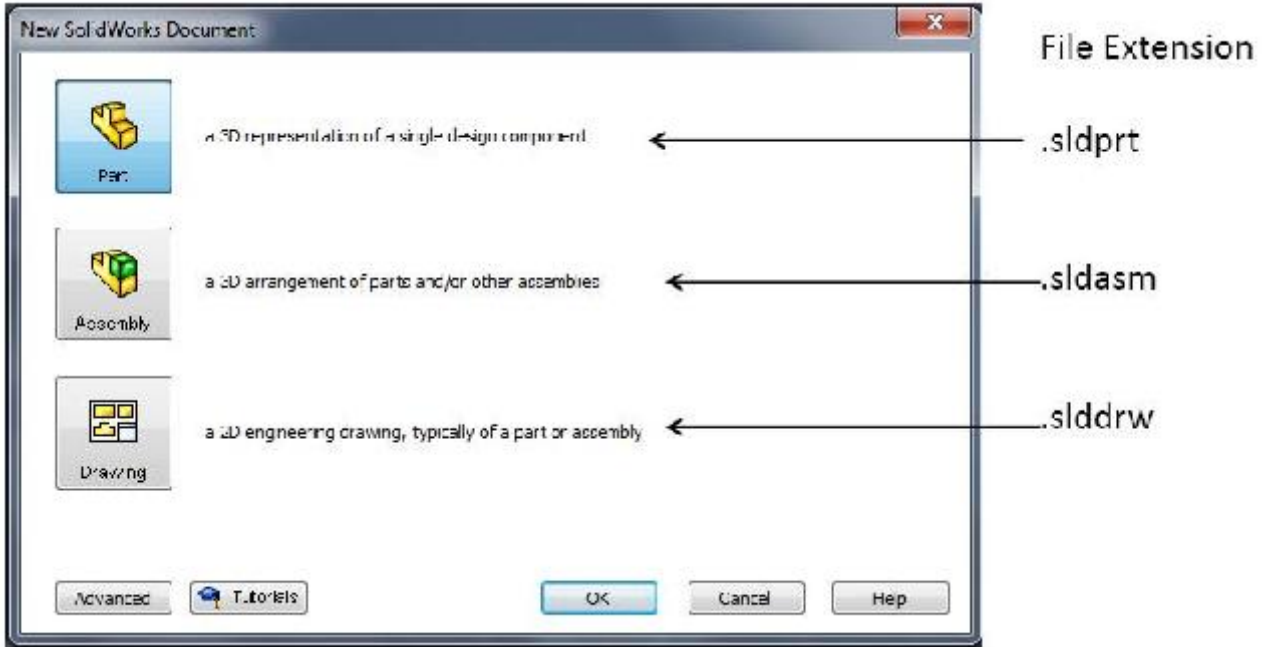 New SolidWorks Document
File Extension
Part
a 3D representation of a single design component
.sldprt
Assembly
a 3D arrangement of parts and/or other assemblies
.sldasm
Drawing
a 2D engineering drawing, typically of a part or assembly
.slddrw
Advanced
Tutorials
OK
Cancel
Help